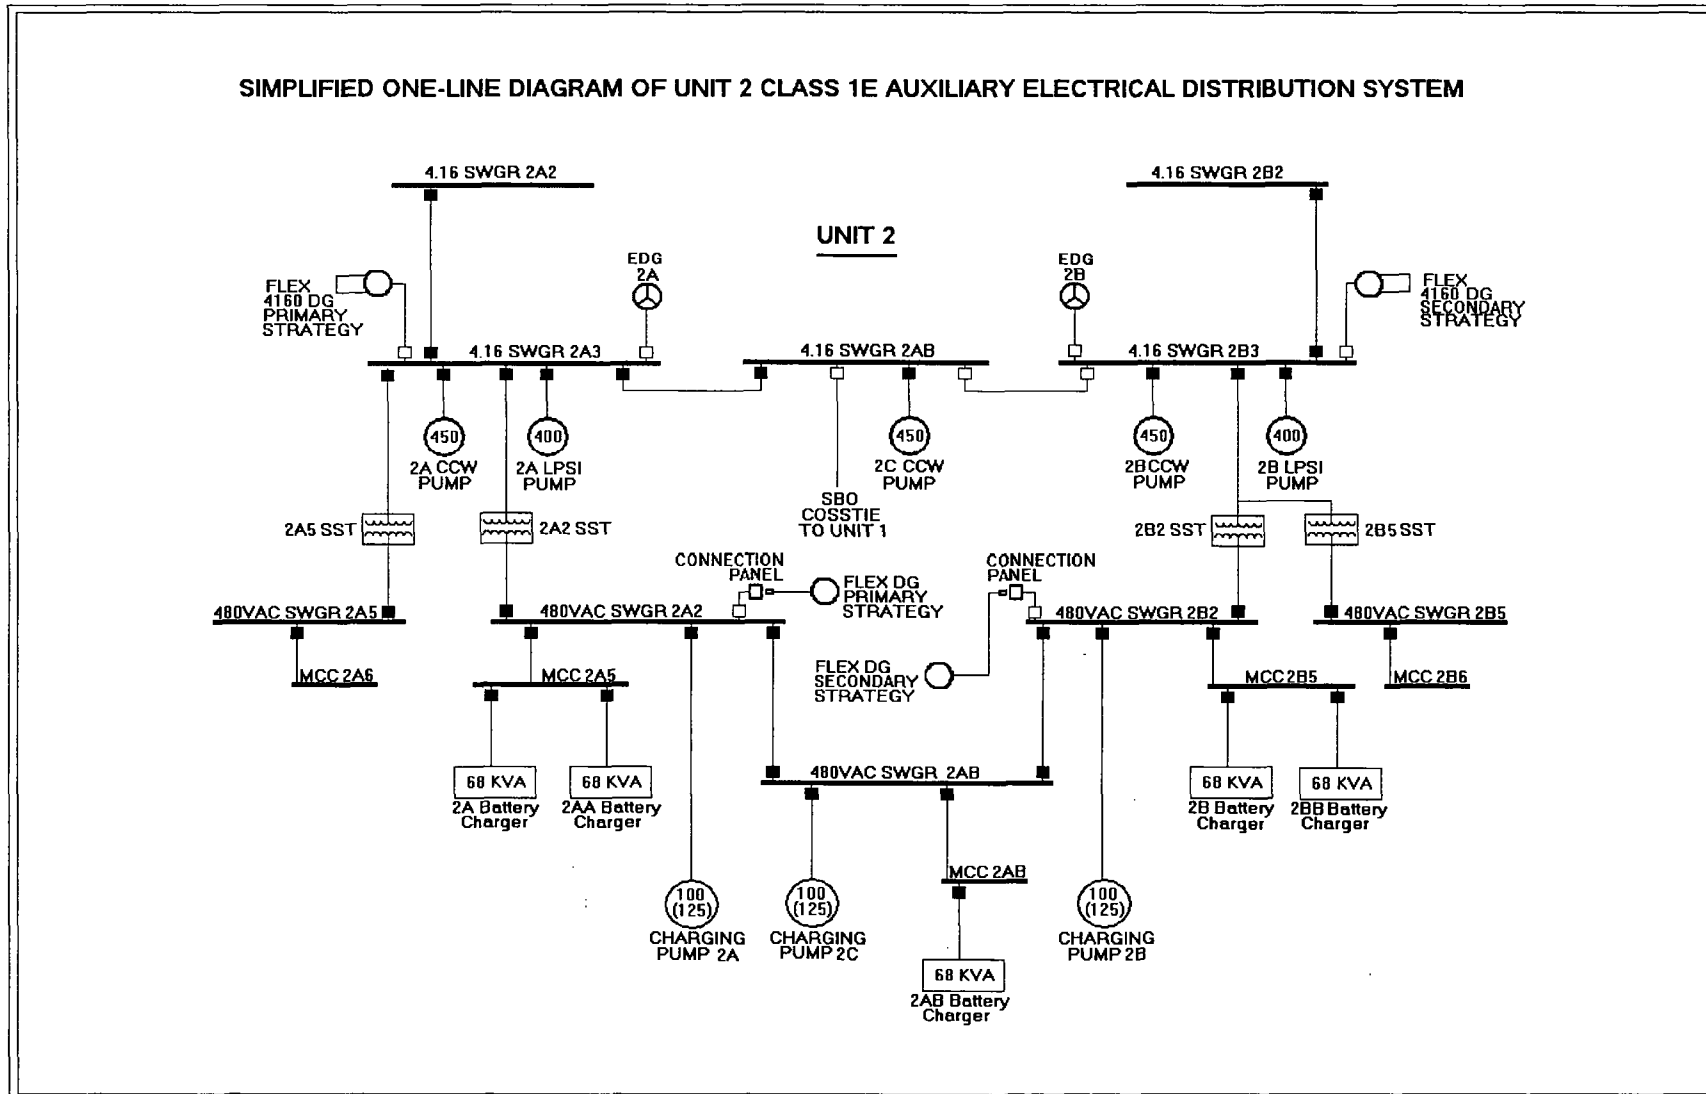 SIMPLIFIED ONE-LINE DIAGRAM OF UNIT 2 CLASS 1E AUXILIARY ELECTRICAL DISTRIBUTION SYSTEM
4.16 SWGR 2A2
4.16 SWGR 2B2
UNIT 2
EDG
2A
EDG
2B
FLEX
4160 DG
PRIMARY
STRATEGY
FLEX
4160 DG
SECONDARY
STRATEGY
4.16 SWGR 2A3
4.16 SWGR 2AB
4.16 SWGR 2B3
450
2A CCW
PUMP
400
2A LPSI
PUMP
450
2C CCW
PUMP
450
2B CCW
PUMP
400
2B LPSI
PUMP
SBO
COSSTIE
TO UNIT 1
2A5 SST
2A2 SST
2B2 SST
2B5 SST
CONNECTION
PANEL
FLEX DG
PRIMARY
STRATEGY
CONNECTION
PANEL
480VAC SWGR 2A5
480VAC SWGR 2A2
480VAC SWGR 2B2
480VAC SWGR 2B5
FLEX DG
SECONDARY
STRATEGY
MCC 2A6
MCC 2A5
MCC 2B5
MCC 2B6
68 KVA
2A Battery
Charger
68 KVA
2AA Battery
Charger
480VAC SWGR 2AB
68 KVA
2B Battery
Charger
68 KVA
2BB Battery
Charger
MCC 2AB
100
(125)
CHARGING
PUMP 2A
100
(125)
CHARGING
PUMP 2C
100
(125)
CHARGING
PUMP 2B
68 KVA
2AB Battery
Charger